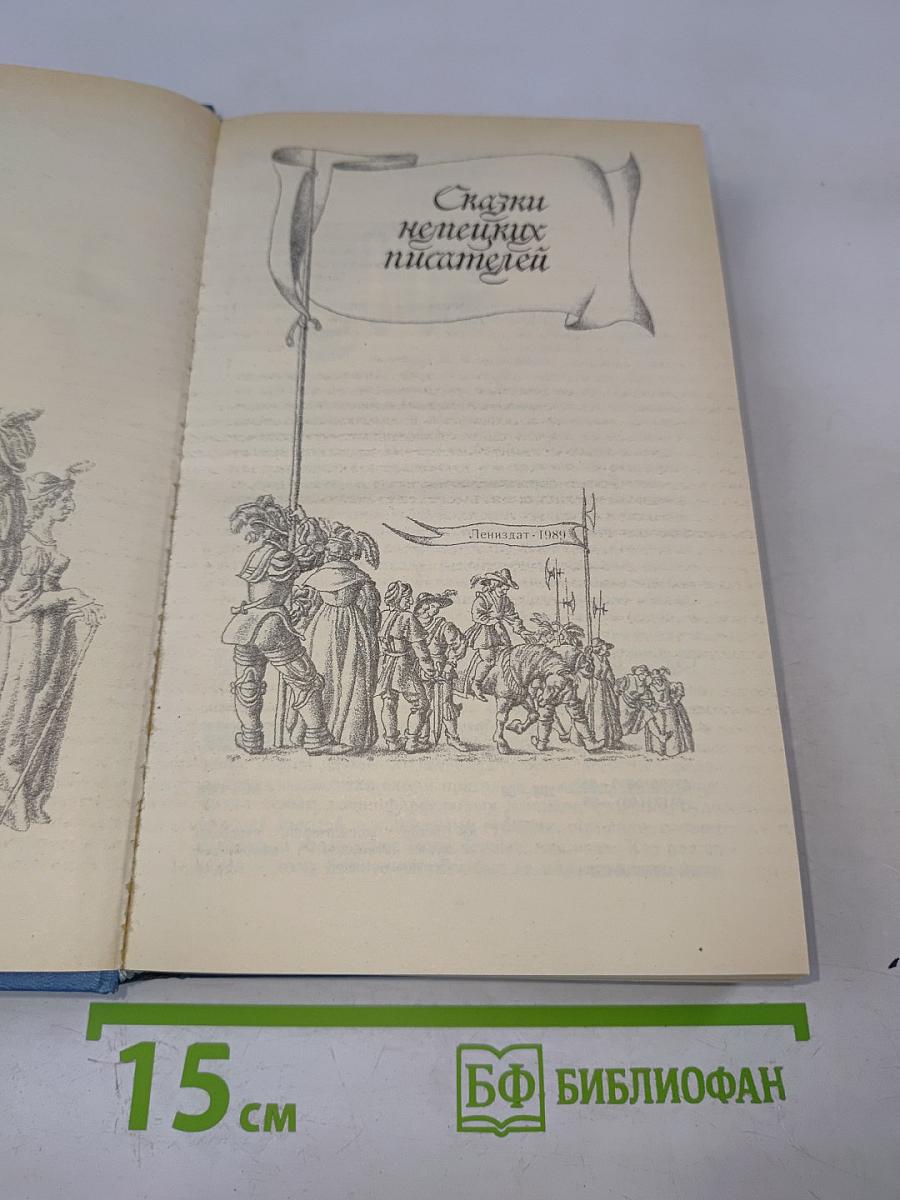 Сказки
немецких
писателей
Лениздат · 1989
15 см
БФ БИБЛИОФАН